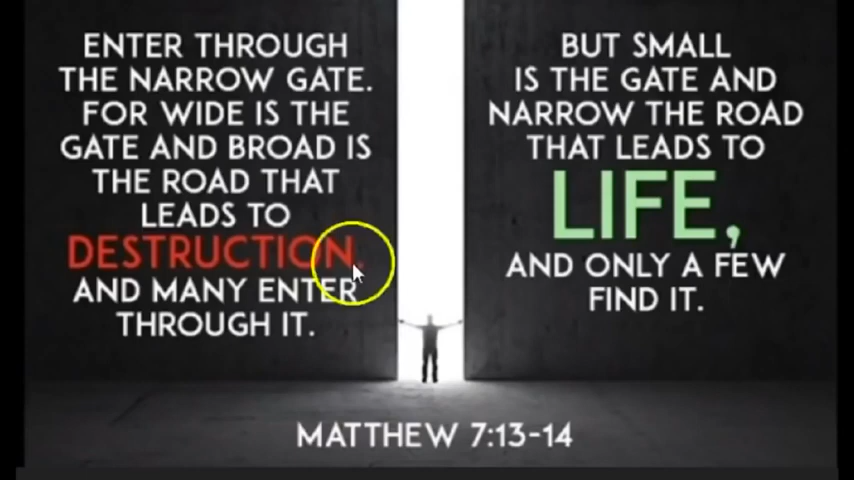 ENTER THROUGH
THE NARROW GATE.
FOR WIDE IS THE
GATE AND BROAD IS
THE ROAD THAT
LEADS TO
DESTRUCTION,
AND MANY ENTER
THROUGH IT.
BUT SMALL
IS THE GATE AND
NARROW THE ROAD
THAT LEADS TO
LIFE,
AND ONLY A FEW
FIND IT.
MATTHEW 7:13-14